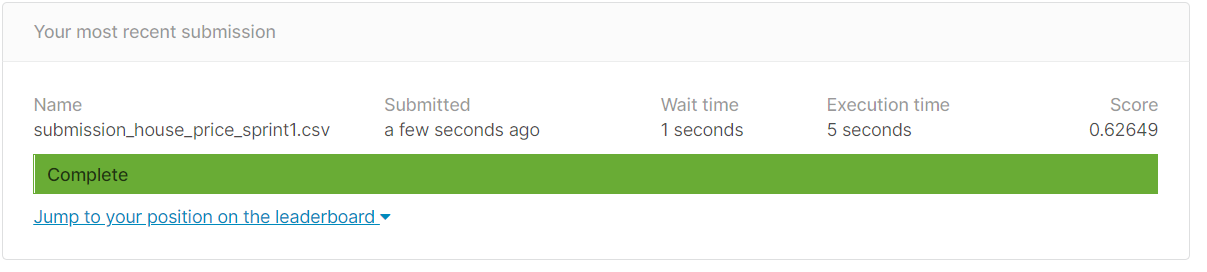 Your most recent submission
Name Submitted Wait time Execution time Score
submission_house_price_sprint1.csv a few seconds ago 1 seconds 5 seconds 0.62649
Complete
Jump to your position on the leaderboard